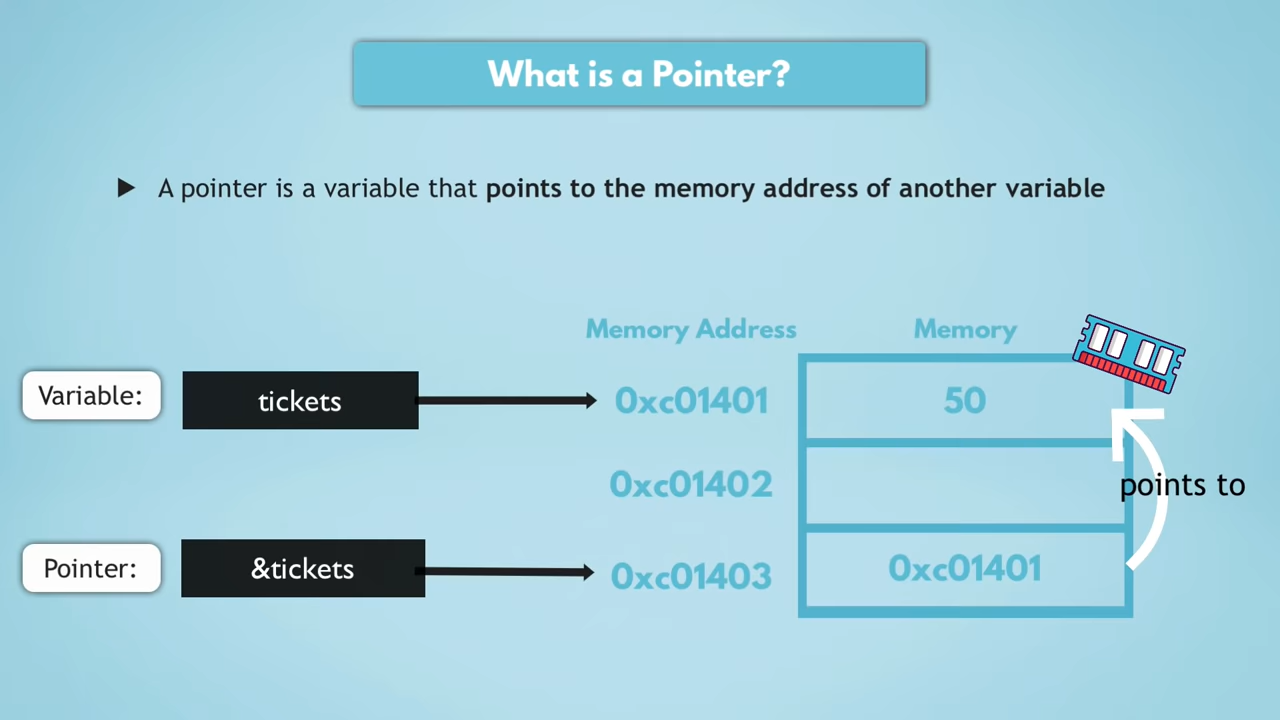 What is a Pointer?
A pointer is a variable that points to the memory address of another variable
Memory Address Memory
Variable: tickets 0xc01401 50
0xc01402 points to
Pointer: &tickets 0xc01403 0xc01401